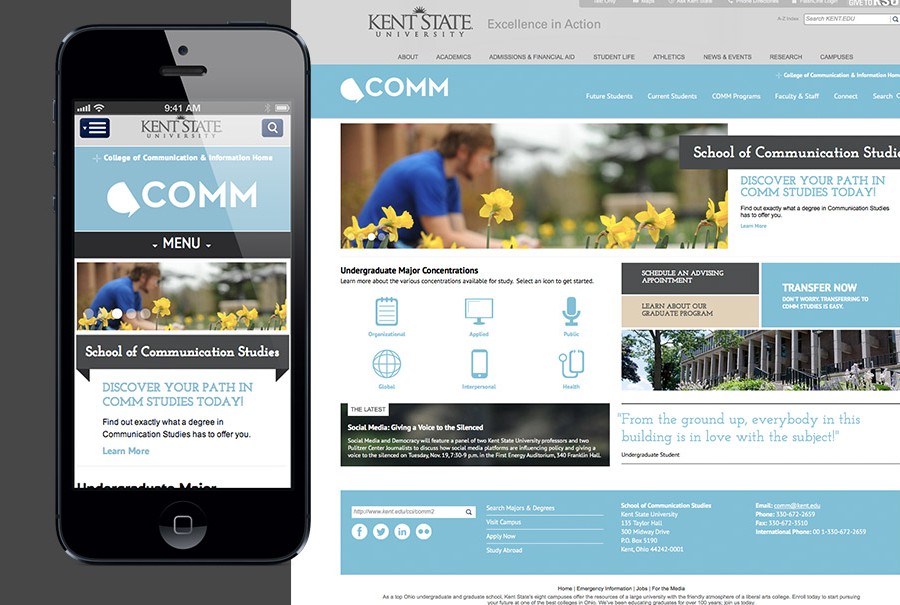 9:41 AM
KENT STATE
UNIVERSITY
College of Communication & Information Home
COMM
MENU
School of Communication Studies
DISCOVER YOUR PATH IN
COMM STUDIES TODAY!
Find out exactly what a degree in
Communication Studies has to offer you.
Learn More
Undergraduate Major
Text Only
Maps
Ask Kent State
Phone Directories
FlashLine Login
GIVE TO KSU
KENT STATE
UNIVERSITY
Excellence in Action
A-Z Index
Search KENT.EDU
ABOUT ACADEMICS ADMISSIONS & FINANCIAL AID STUDENT LIFE ATHLETICS NEWS & EVENTS RESEARCH CAMPUSES
College of Communication & Information Home
COMM
Future Students Current Students COMM Programs Faculty & Staff Connect Search
School of Communication Studie
DISCOVER YOUR PATH IN
COMM STUDIES TODAY!
Find out exactly what a degree in Communication Studies
has to offer you.
Learn More
Undergraduate Major Concentrations
Learn more about the various concentrations available for study. Select an icon to get started.
Organizational Applied Public
Global Interpersonal Health
SCHEDULE AN ADVISING
APPOINTMENT
LEARN ABOUT OUR
GRADUATE PROGRAM
TRANSFER NOW
DON'T WORRY. TRANSFERRING TO
COMM STUDIES IS EASY.
THE LATEST
Social Media: Giving a Voice to the Silenced
Social Media and Democracy will feature a panel of two Kent State University professors and two
Pulitzer Center Journalists to discuss how social media platforms are influencing policy and giving a
voice to the silenced on Tuesday, Nov. 19, 7:30-9 p.m. in the First Energy Auditorium, 340 Franklin Hall.
"From the ground up, everybody in this
building is in love with the subject!"
Undergraduate Student
http://www.kent.edu/cci/comm2
Search Majors & Degrees
Visit Campus
Apply Now
Study Abroad
School of Communication Studies
Kent State University
135 Taylor Hall
300 Midway Drive
P.O. Box 5190
Kent, Ohio 44242-0001
Email: comm@kent.edu
Phone: 330-672-2659
Fax: 330-672-3510
International Phone: 00 1-330-672-2659
Home | Emergency Information | Jobs | For the Media
As a top Ohio undergraduate and graduate school, Kent State's eight campuses offer the resources of a large university with the friendly atmosphere of a liberal arts college. Enroll today to start pursuing
your future at one of the best colleges in Ohio. We've been educating graduates for over 100 years; join us today.